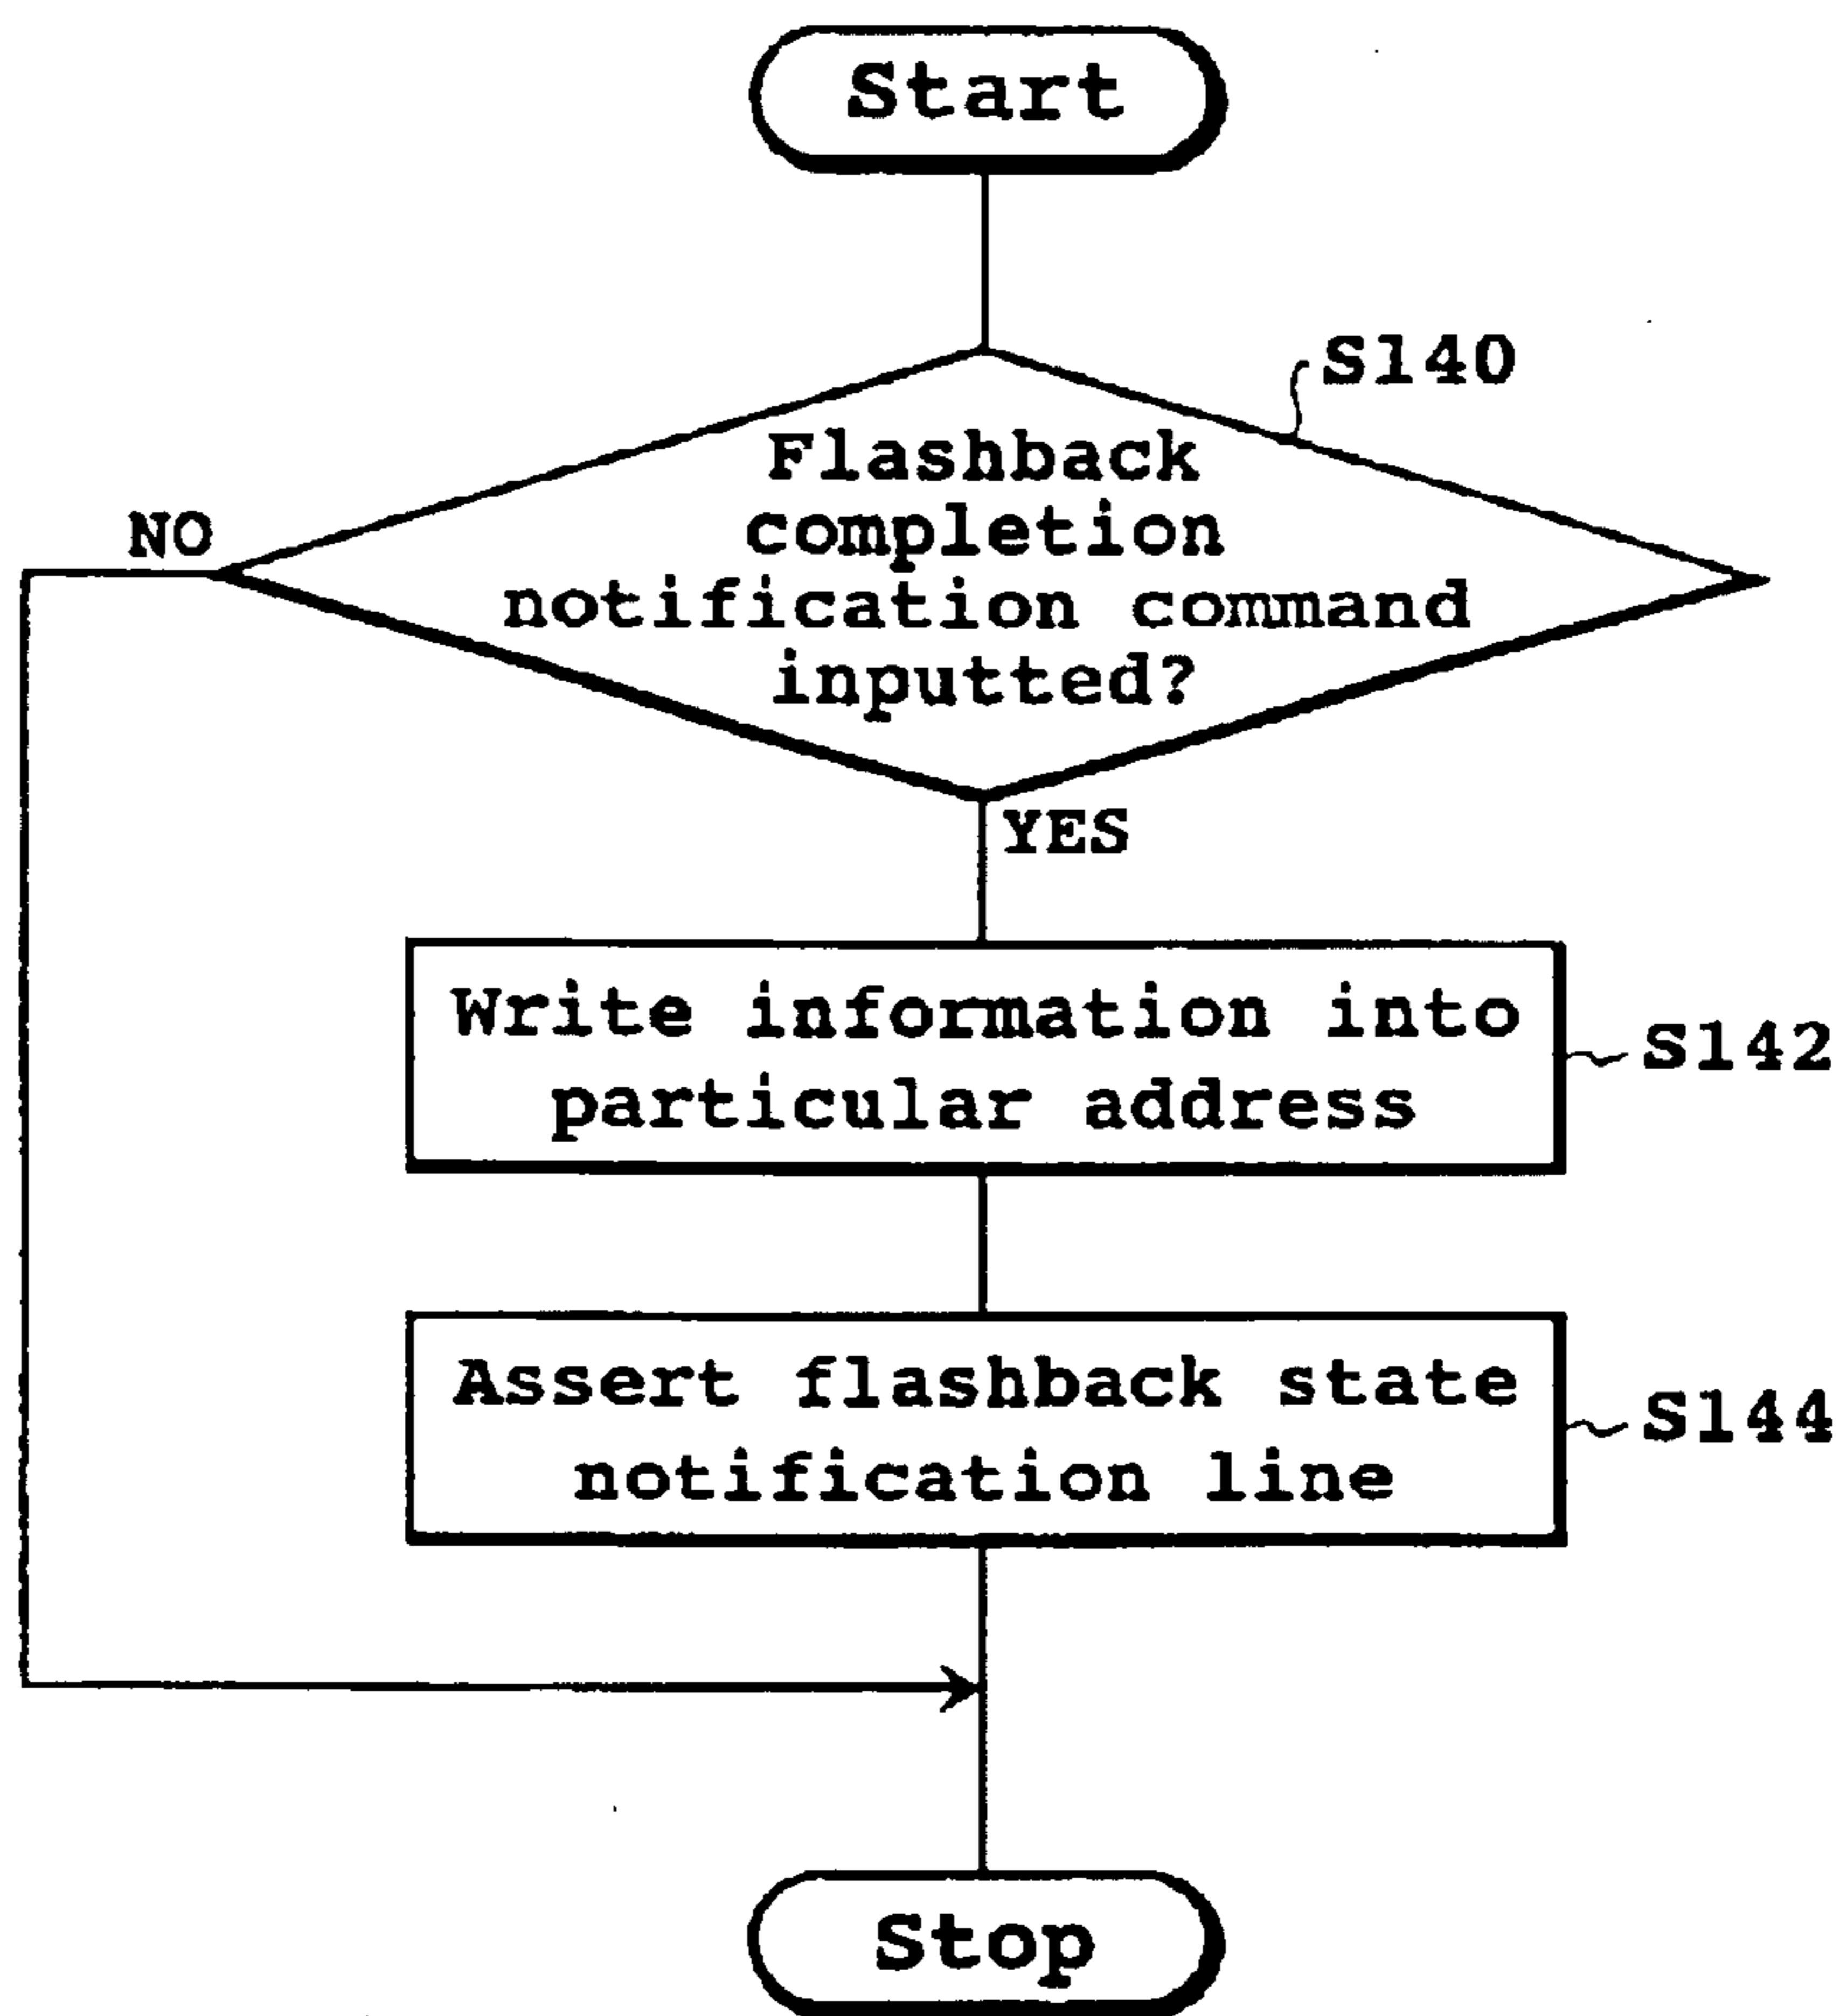 Start
S140
Flashback
completion
notification command
inputted?
NO
YES
Write information into
particular address
S142
Assert flashback state
notification line
S144
Stop